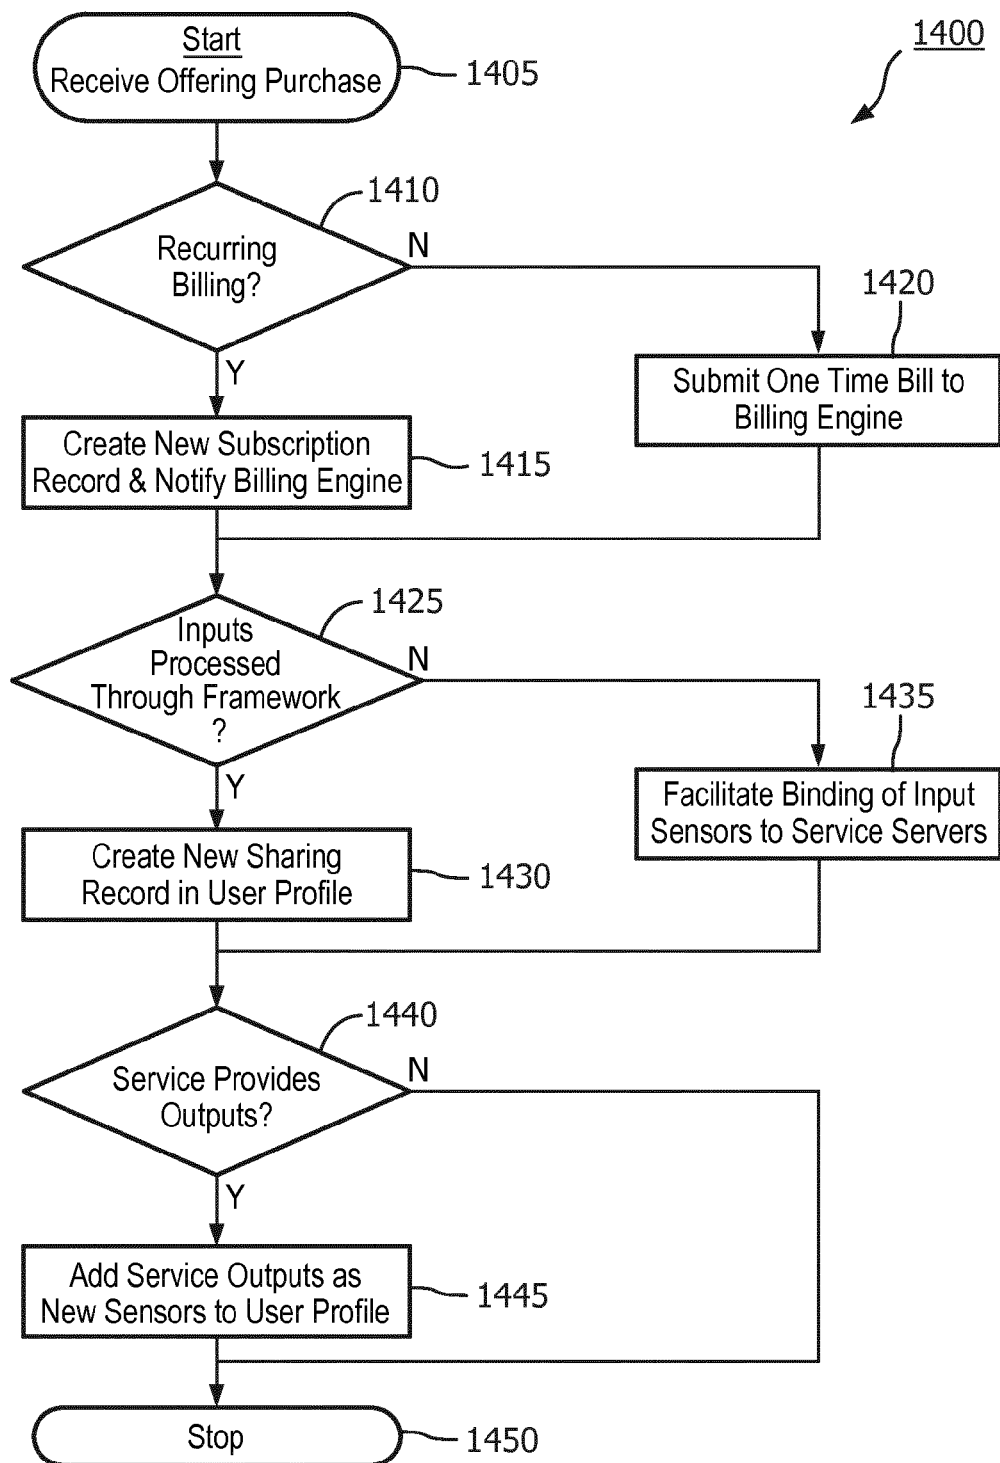 1400
Start
Receive Offering Purchase
1405
1410
Recurring
Billing?
N
Y
1420
Submit One Time Bill to
Billing Engine
Create New Subscription
Record & Notify Billing Engine
1415
1425
Inputs
Processed
Through Framework
?
N
Y
1435
Facilitate Binding of Input
Sensors to Service Servers
Create New Sharing
Record in User Profile
1430
1440
Service Provides
Outputs?
N
Y
Add Service Outputs as
New Sensors to User Profile
1445
Stop
1450